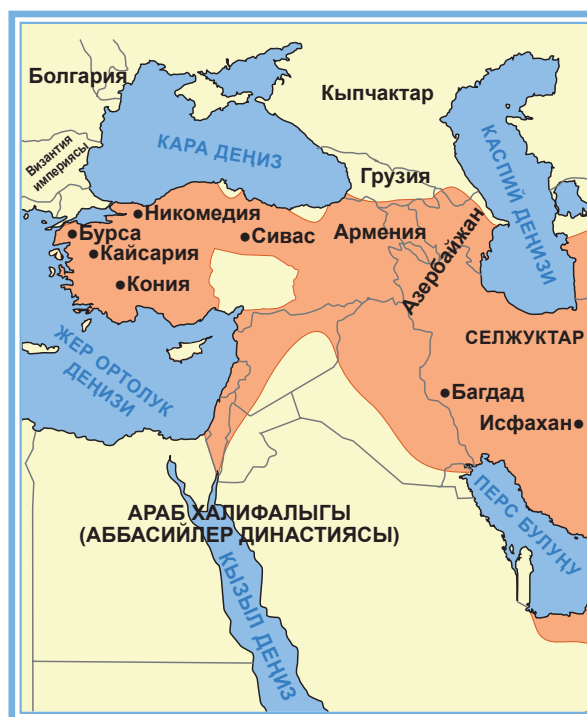 Болгария
Кыпчактар
Византия
империясы
КАРА ДЕҢИЗ
КАСПИЙ ДЕҢИЗИ
Грузия
Никомедия
Бурса
Сивас
Армения
Азербайжан
Кайсария
Кония
СЕЛЖУКТАР
ЖЕР ОРТОЛУК
ДЕҢИЗИ
Багдад
Исфахан
АРАБ ХАЛИФАЛЫГЫ
(АББАСИЙЛЕР ДИНАСТИЯСЫ)
ПЕРС БУЛУҢУ
КЫЗЫЛ ДЕҢИЗ